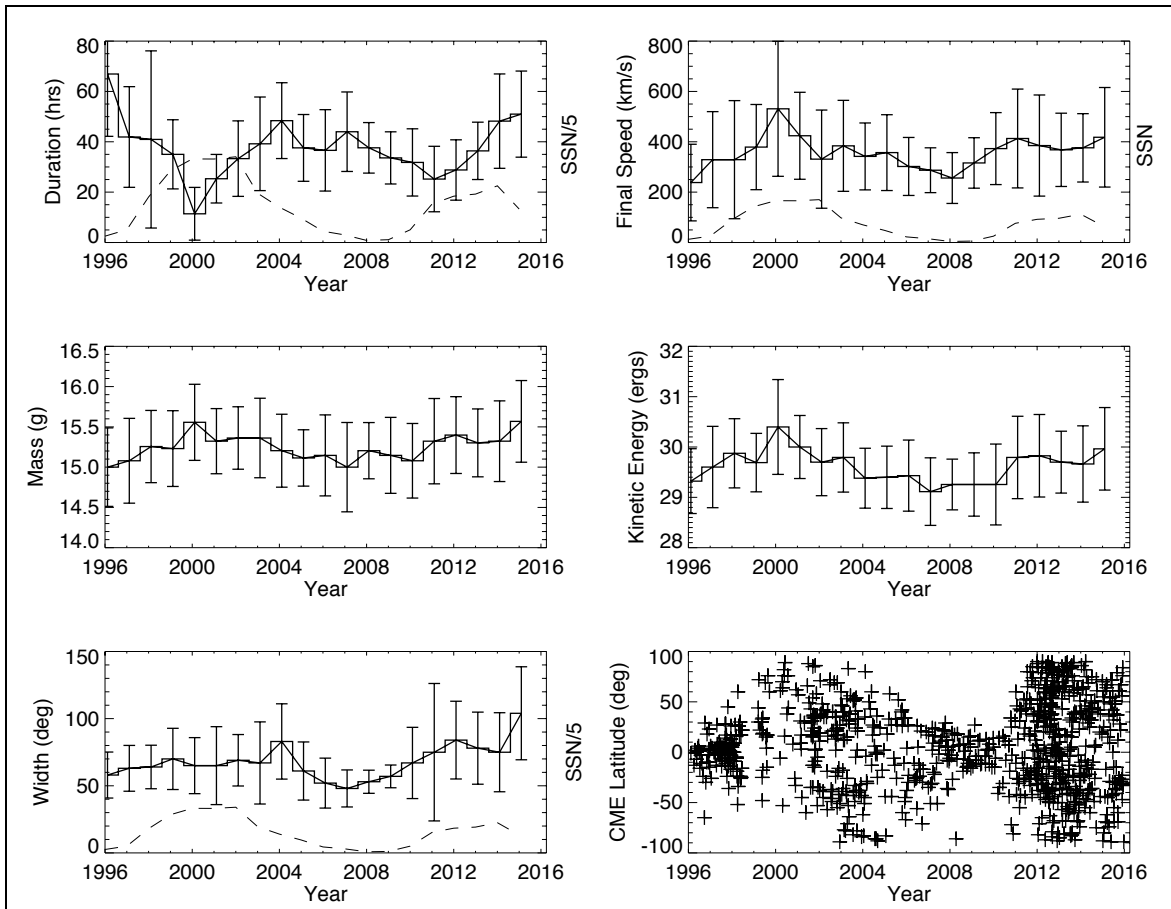 80
60
40
20
0
Duration (hrs)
SSN/5
1996 2000 2004 2008 2012 2016
Year
800
600
400
200
0
Final Speed (km/s)
SSN
1996 2000 2004 2008 2012 2016
Year
16.5
16.0
15.5
15.0
14.5
14.0
Mass (g)
1996 2000 2004 2008 2012 2016
Year
32
31
30
29
28
Kinetic Energy (ergs)
1996 2000 2004 2008 2012 2016
Year
150
100
50
0
Width (deg)
SSN/5
1996 2000 2004 2008 2012 2016
Year
100
50
0
-50
-100
CME Latitude (deg)
1996 2000 2004 2008 2012 2016
Year